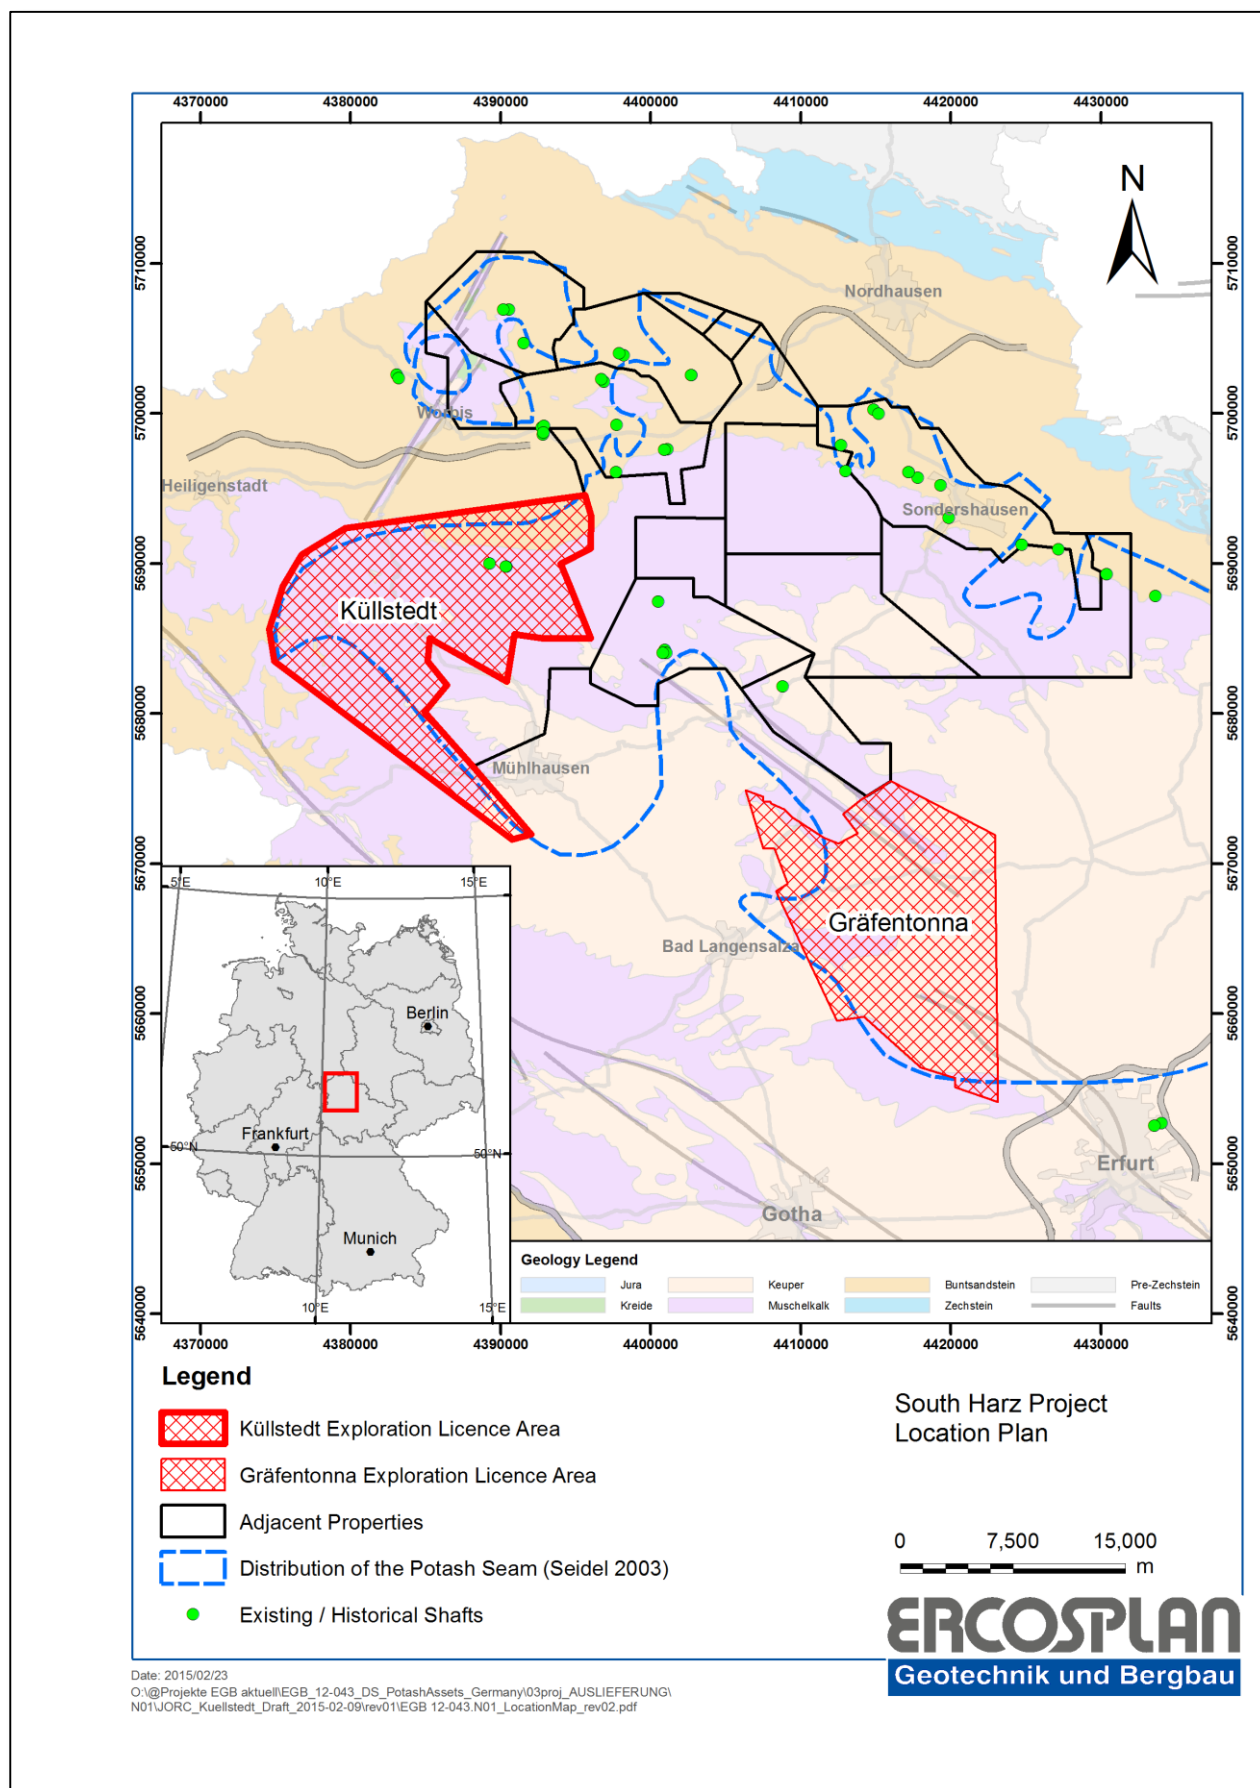 4370000 4380000 4390000 4400000 4410000 4420000 4430000
N
5710000 5710000
Nordhausen
5700000 5700000
Worbis
Heiligenstadt
Sondershausen
5690000 5690000
Küllstedt
5680000 5680000
Mühlhausen
5670000 5670000
5°E 10°E 15°E
Gräfentonna
Bad Langensalza
5660000 5660000
Berlin
Frankfurt
50°N 50°N
5650000 5650000
Erfurt
Gotha
Munich
10°E 15°E
Geology Legend
Jura Keuper Buntsandstein Pre-Zechstein
Kreide Muschelkalk Zechstein Faults
5640000 5640000
4370000 4380000 4390000 4400000 4410000 4420000 4430000
Legend
Küllstedt Exploration Licence Area
Gräfentonna Exploration Licence Area
Adjacent Properties
Distribution of the Potash Seam (Seidel 2003)
Existing / Historical Shafts
South Harz Project
Location Plan
0 7,500 15,000
m
ERCOSPLAN
Geotechnik und Bergbau
Date: 2015/02/23
O:\@Projekte EGB aktuell\EGB_12-043_DS_PotashAssets_Germany\03proj_AUSLIEFERUNG\
N01\JORC_Kuellstedt_Draft_2015-02-09\rev01\EGB 12-043.N01_LocationMap_rev02.pdf